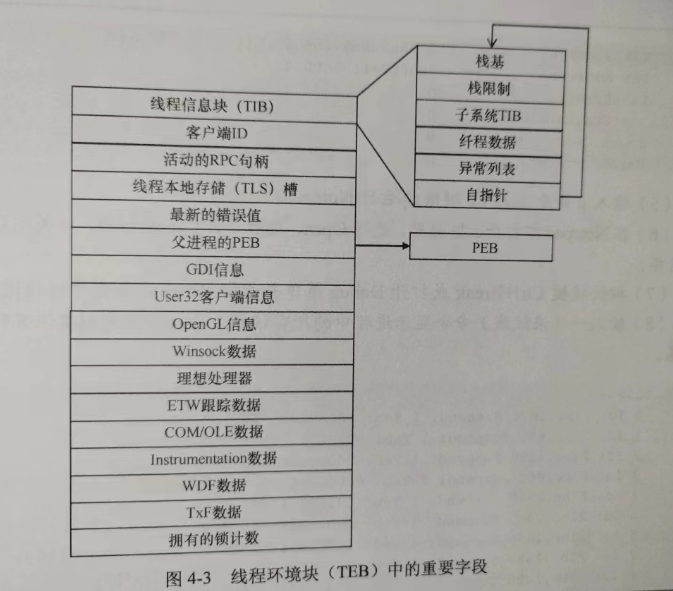 线程信息块（TIB）
客户端ID
活动的RPC句柄
线程本地存储（TLS）槽
最新的错误值
父进程的PEB
GDI信息
User32客户端信息
OpenGL信息
Winsock数据
理想处理器
ETW跟踪数据
COM/OLE数据
Instrumentation数据
WDF数据
TxF数据
拥有的锁计数
栈基
栈限制
子系统TIB
纤程数据
异常列表
自指针
PEB
图 4-3 线程环境块（TEB）中的重要字段